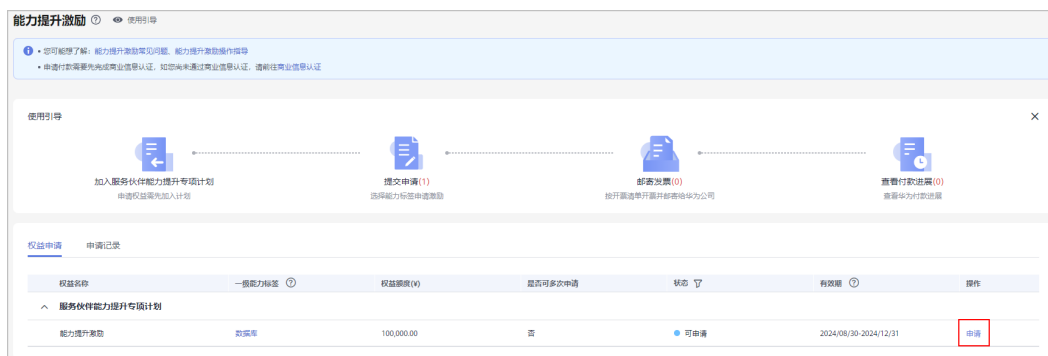 能力提升激励 使用引导
• 您可能想了解：能力提升激励常见问题、能力提升激励操作指导
• 申请付款需要先完成商业信息认证，如您尚未通过商业信息认证，请前往商业信息认证
使用引导
加入服务伙伴能力提升专项计划 提交申请(1) 邮寄发票(0) 查看付款进展(0)
申请权益需先加入计划 选择能力标签申请激励 按开票清单开票并邮寄给华为公司 查看华为付款进展
权益申请 申请记录
权益名称 一级能力标签 权益额度(¥) 是否可多次申请 状态 有效期 操作
服务伙伴能力提升专项计划
能力提升激励 数据库 100,000.00 否 可申请 2024/08/30-2024/12/31 申请